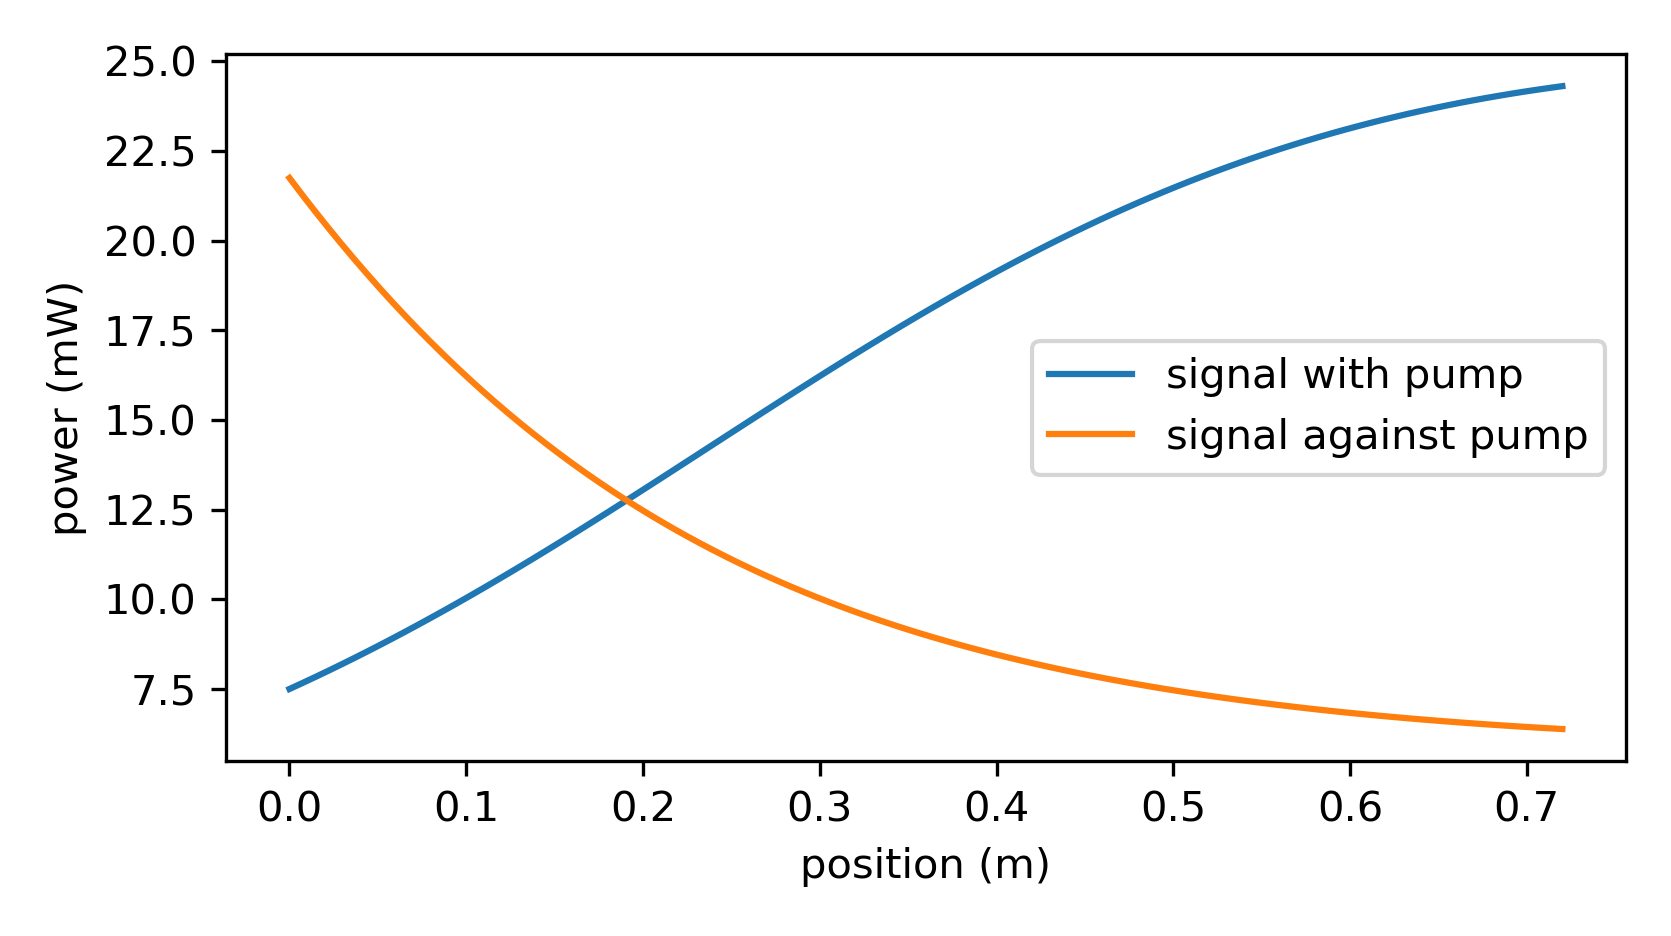 25.0
22.5
20.0
17.5
15.0
12.5
10.0
7.5
power (mW)
signal with pump
signal against pump
0.0 0.1 0.2 0.3 0.4 0.5 0.6 0.7
position (m)